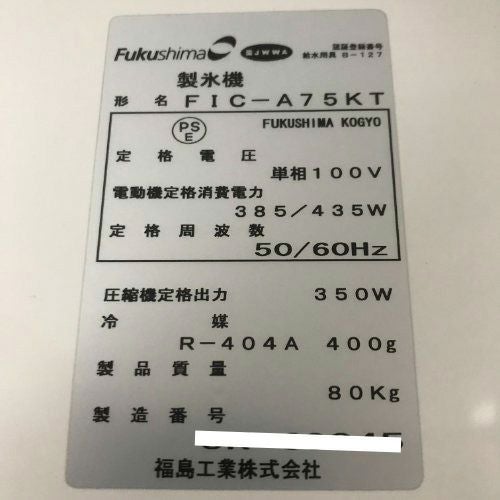 Fukushima JWWA 認証登録番号
給水用具 B-127
製氷機
形名 FIC-A75KT
PSE FUKUSHIMA KOGYO
定格電圧
単相100V
電動機定格消費電力
385/435W
定格周波数
50/60Hz
圧縮機定格出力 350W
冷媒
R-404A 400g
製品質量
80Kg
製造番号
福島工業株式会社